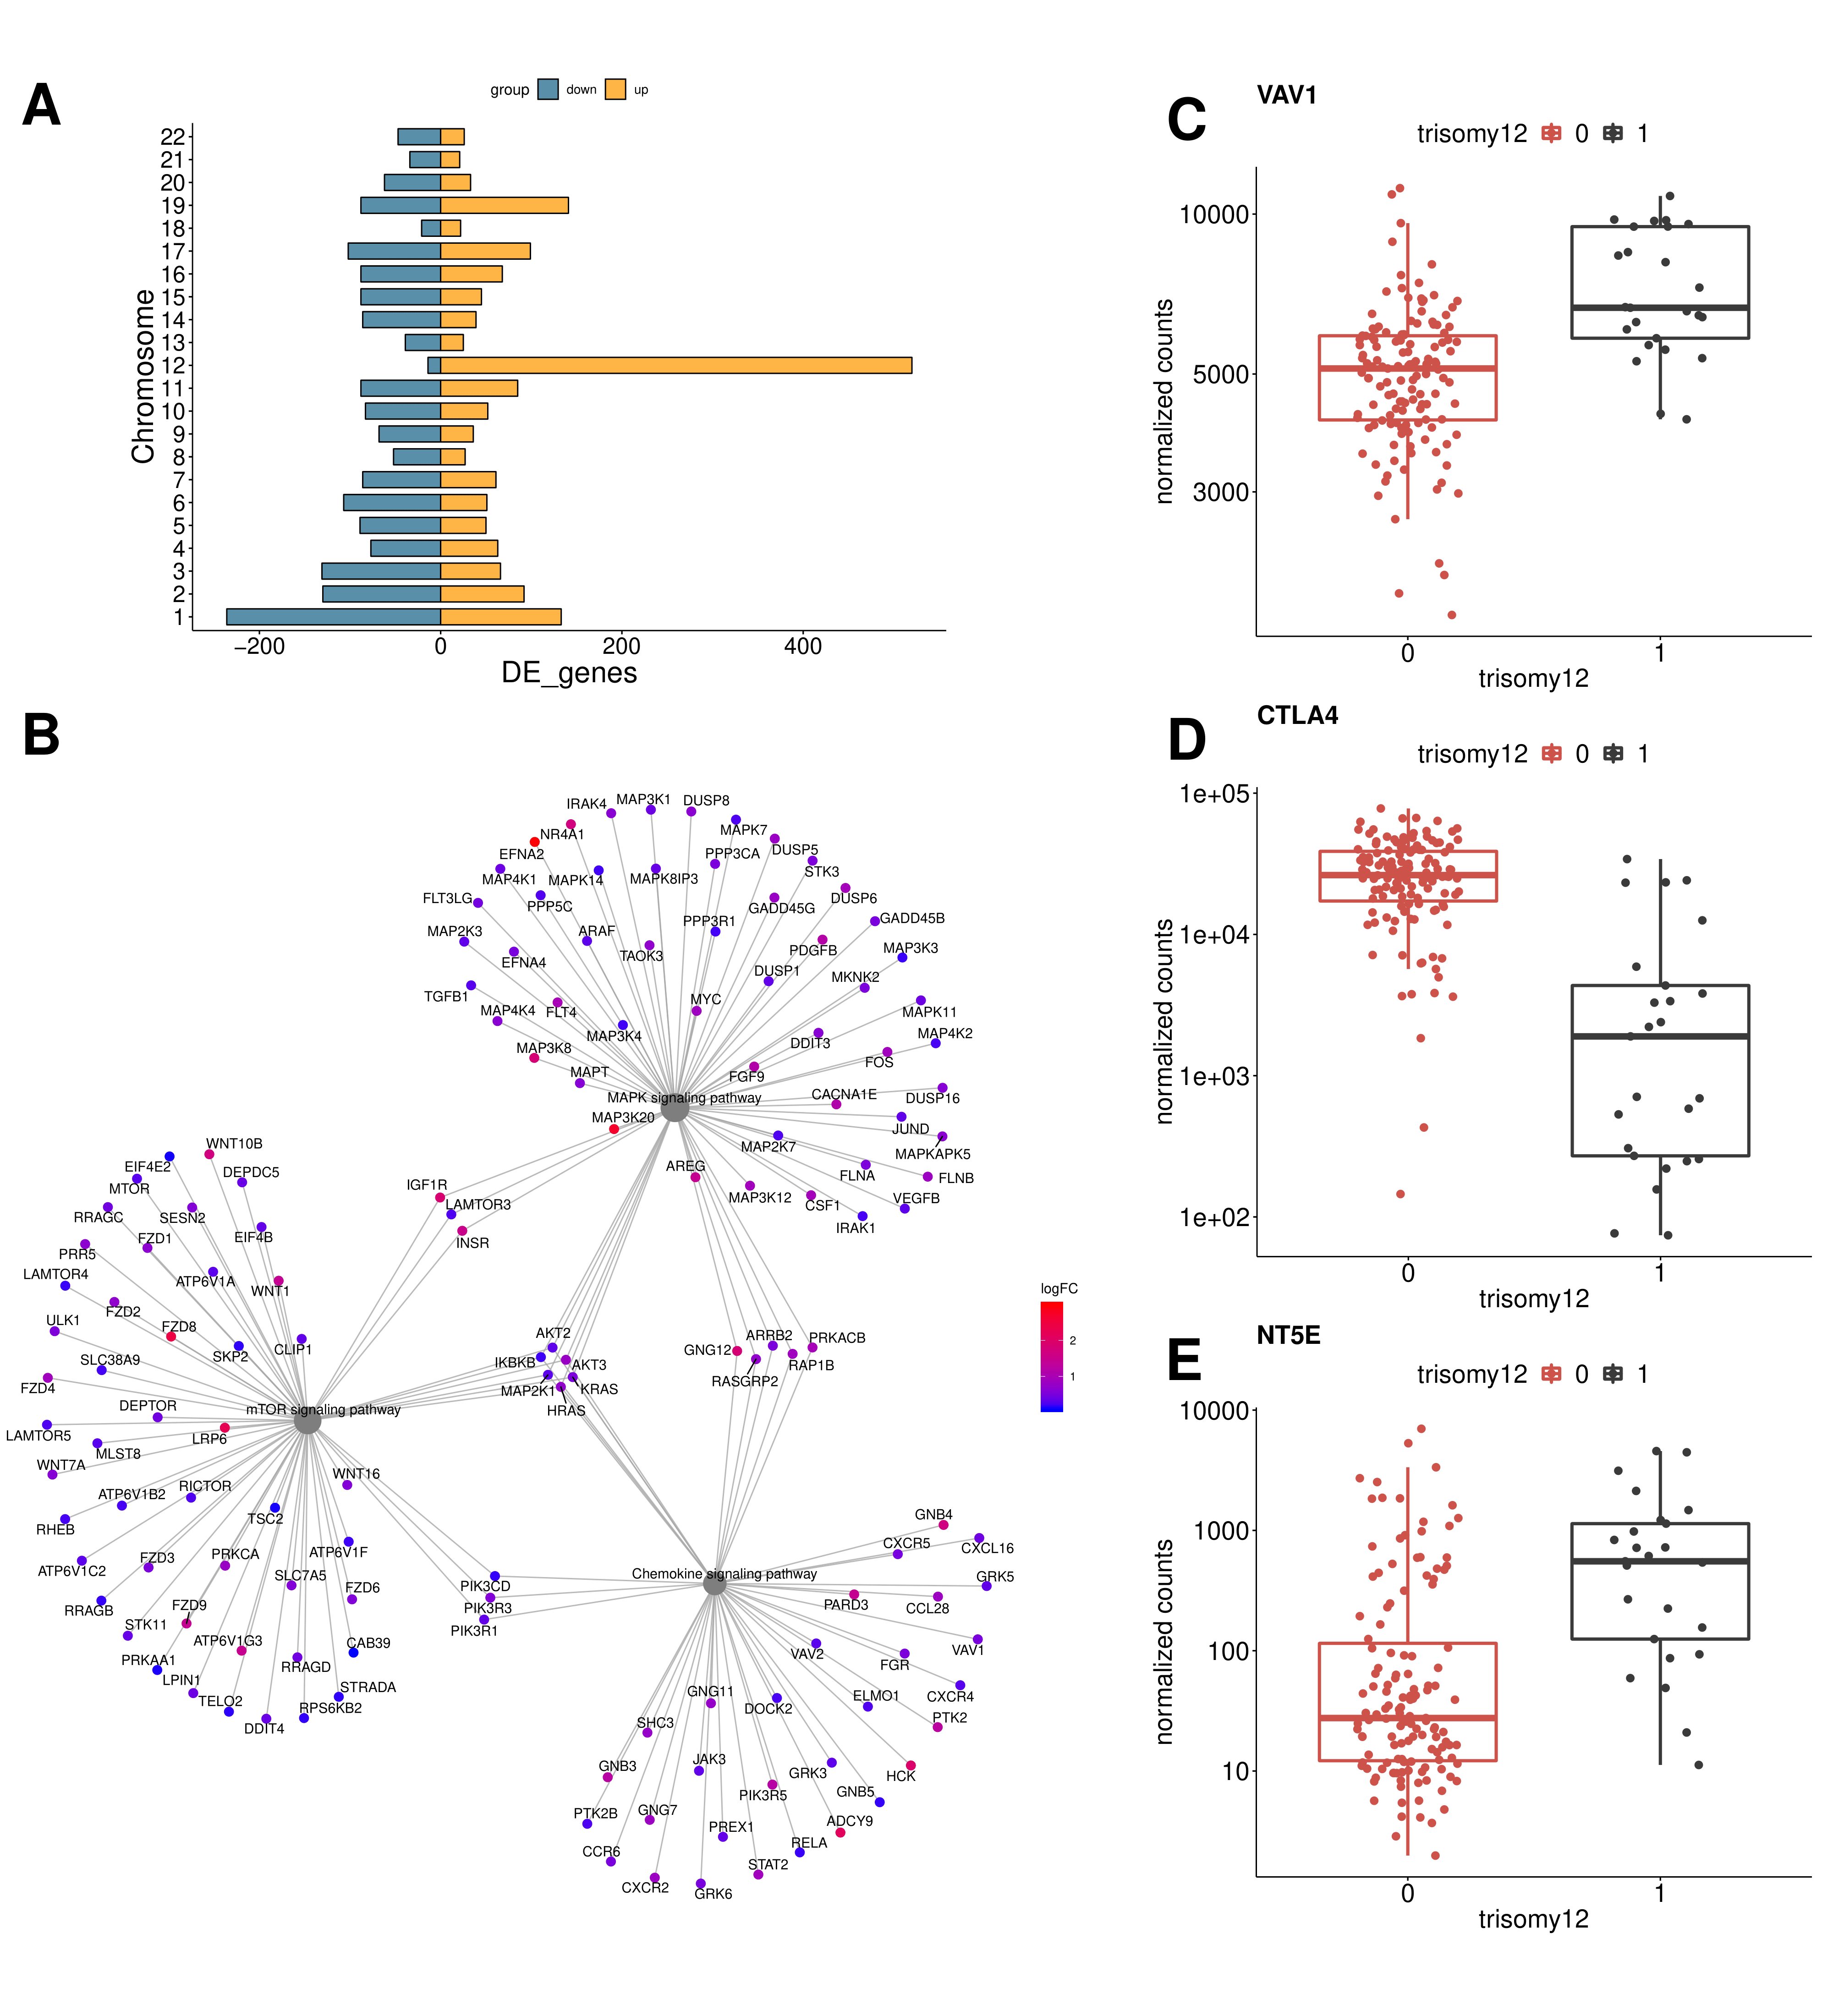 A
group down up
22
21
20
19
18
17
16
15
14
13
12
11
10
9
8
7
6
5
4
3
2
1
Chromosome
−200 0 200 400
DE_genes
B
IRAK4 MAP3K1 DUSP8
NR4A1 MAPK7
EFNA2 PPP3CA DUSP5
MAP4K1 MAPK14 MAPK8IP3 STK3
FLT3LG PPP5C GADD45G DUSP6
MAP2K3 ARAF PPP3R1 GADD45B
EFNA4 TAOK3 PDGFB MAP3K3
TGFB1 DUSP1 MKNK2
MAP4K4 FLT4 MYC MAPK11
MAP3K8 MAP3K4 DDIT3 MAP4K2
MAPT FGF9 FOS
MAPK signaling pathway CACNA1E DUSP16
MAP3K20 JUND
MAP2K7 MAPKAPK5
AREG FLNA FLNB
MAP3K12 CSF1 VEGFB
IRAK1
WNT10B
EIF4E2 DEPDC5
MTOR IGF1R
RRAGC SESN2 LAMTOR3
PRR5 FZD1 EIF4B INSR
LAMTOR4 ATP6V1A WNT1
FZD2
ULK1 FZD8
SLC38A9 SKP2 CLIP1
FZD4
DEPTOR mTOR signaling pathway
LAMTOR5 MLST8 LRP6
WNT7A WNT16
ATP6V1B2 RICTOR
RHEB TSC2
ATP6V1C2 FZD3 PRKCA ATP6V1F
SLC7A5 FZD6
RRAGB FZD9
STK11 ATP6V1G3 CAB39
PRKAA1 RRAGD
LPIN1 STRADA
TELO2 RPS6KB2
DDIT4
AKT2
IKBKB AKT3
MAP2K1 KRAS
HRAS
GNG12 ARRB2 PRKACB
RAP1B
RASGRP2
PIK3CD
PIK3R3
PIK3R1
GNB4
CXCR5 CXCL16
Chemokine signaling pathway GRK5
PARD3 CCL28
VAV2 VAV1
FGR
GNG11 CXCR4
DOCK2 ELMO1
SHC3 PTK2
GNB3 JAK3 GRK3 HCK
PIK3R5 GNB5
PTK2B GNG7 ADCY9
PREX1 RELA
CCR6 STAT2
CXCR2 GRK6
logFC
2
1
C
VAV1
trisomy12 0 1
10000
5000
3000
normalized counts
0 1
trisomy12
D
CTLA4
trisomy12 0 1
1e+05
1e+04
1e+03
1e+02
normalized counts
0 1
trisomy12
E
NT5E
trisomy12 0 1
10000
1000
100
10
normalized counts
0 1
trisomy12